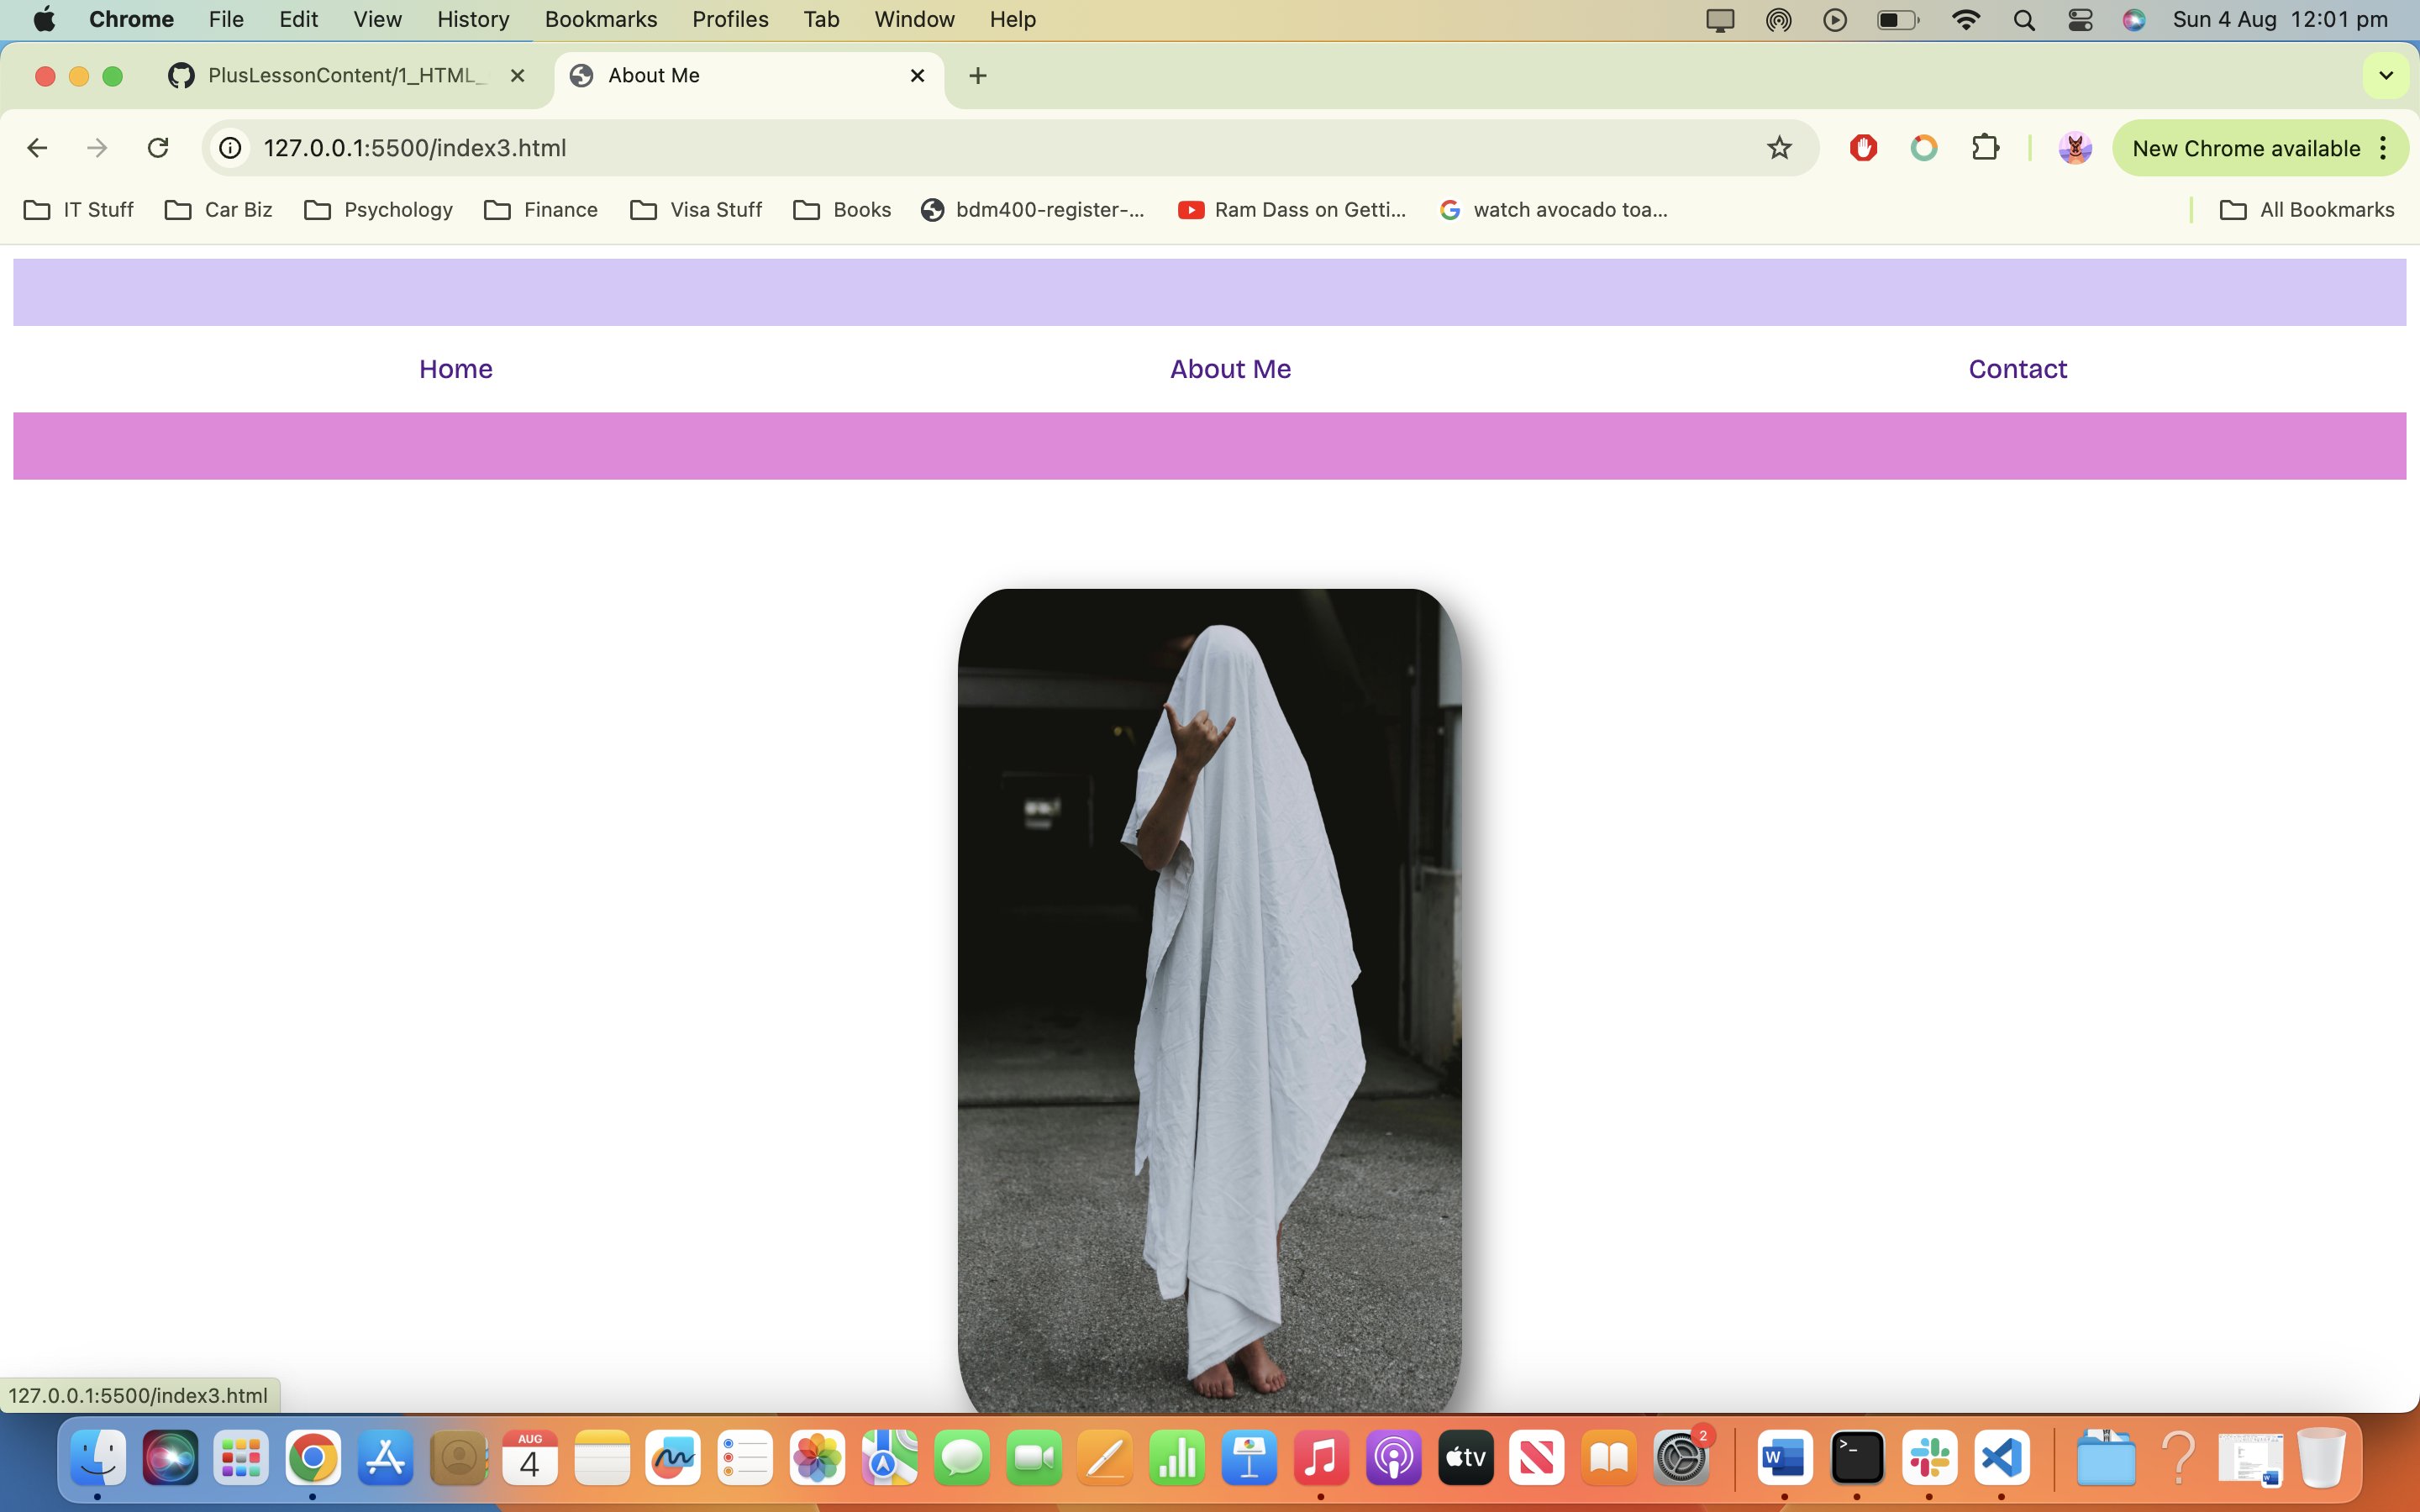 Chrome File Edit View History Bookmarks Profiles Tab Window Help Sun 4 Aug 12:01 pm
PlusLessonContent/1_HTML_ About Me
127.0.0.1:5500/index3.html New Chrome available
IT Stuff Car Biz Psychology Finance Visa Stuff Books bdm400-register-... Ram Dass on Getti... watch avocado toa... All Bookmarks
Home About Me Contact
127.0.0.1:5500/index3.html
AUG
4
tv
2
W
>_